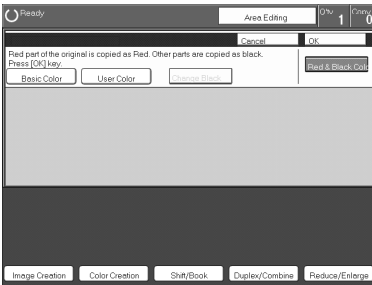 Ready
Area Editing
Q'ty 1
Copy 0
Cancel
OK
Red part of the original is copied as Red. Other parts are copied as black.
Press [OK] key.
Red & Black Colo
Basic Color
User Color
Change Black
Image Creation
Color Creation
Shift/Book
Duplex/Combine
Reduce/Enlarge